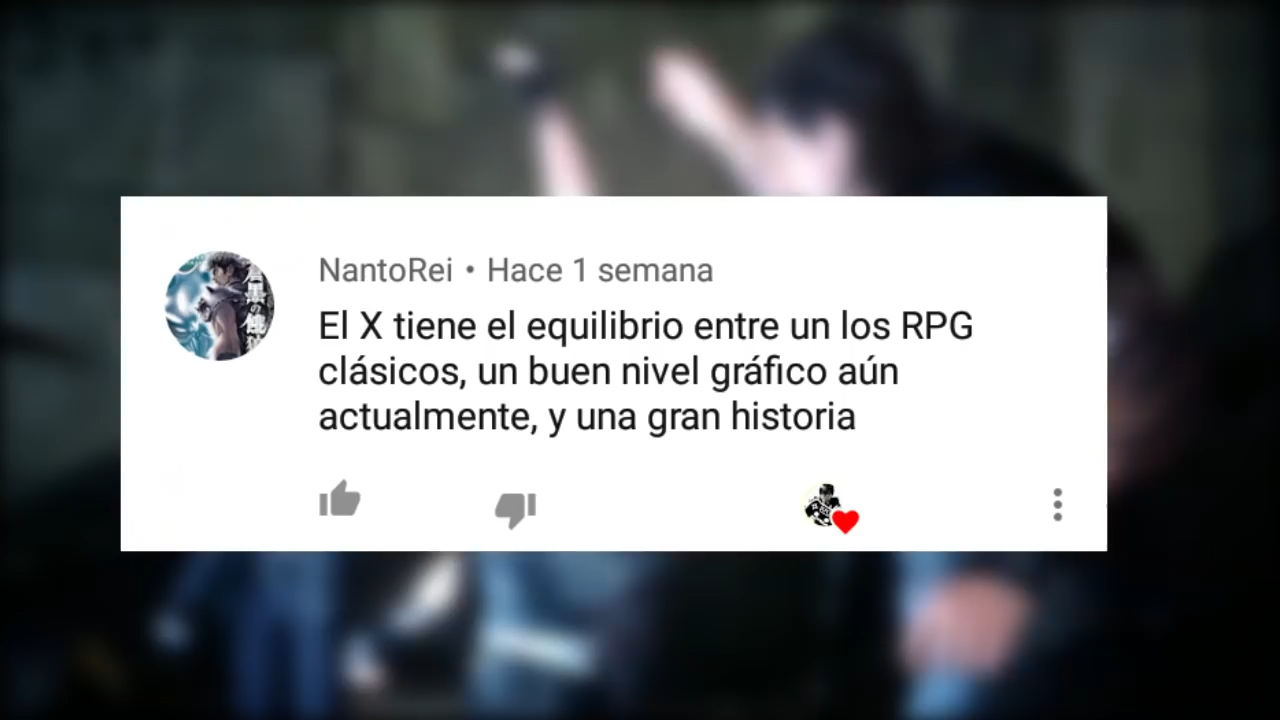 NantoRei • Hace 1 semana
El X tiene el equilibrio entre un los RPG
clásicos, un buen nivel gráfico aún
actualmente, y una gran historia